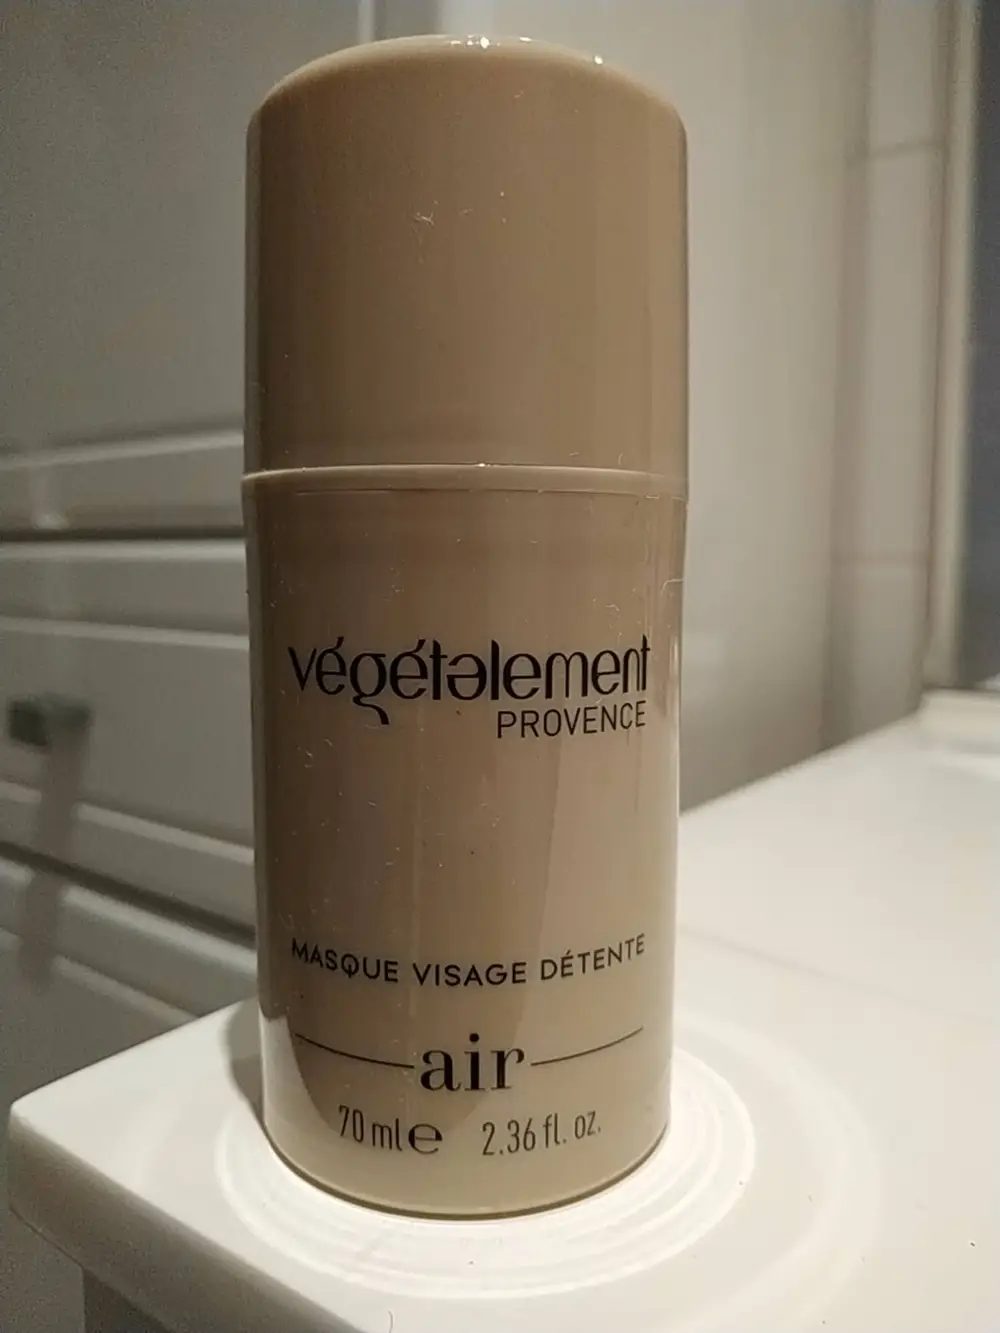 végétalement
PROVENCE
MASQUE VISAGE DÉTENTE
air
70 ml e 2.36 fl. oz.